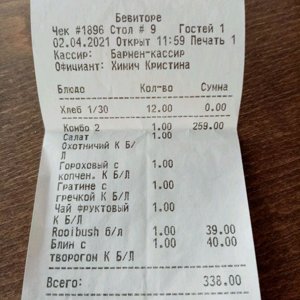 Бевиторе
Чек #1896 Стол # 9 Гостей 1
02.04.2021 Открыт 11:59 Печать 1
Кассир: Бармен-кассир
Официант: Хинич Кристина
Блюдо Кол-во Сумма
Хлеб 1/30 12.00 0.00
Комбо 2 1.00 259.00
Салат 1.00
Охотничий К Б/
Л
Гороховый с 1.00
копчен. К Б/Л
Гратине с 1.00
гречкой К Б/Л
Чай фруктовый 1.00
К Б/Л
Rooibush б/л 1.00 39.00
Блин с 1.00 40.00
творогом К Б/Л
Всего: 338.00